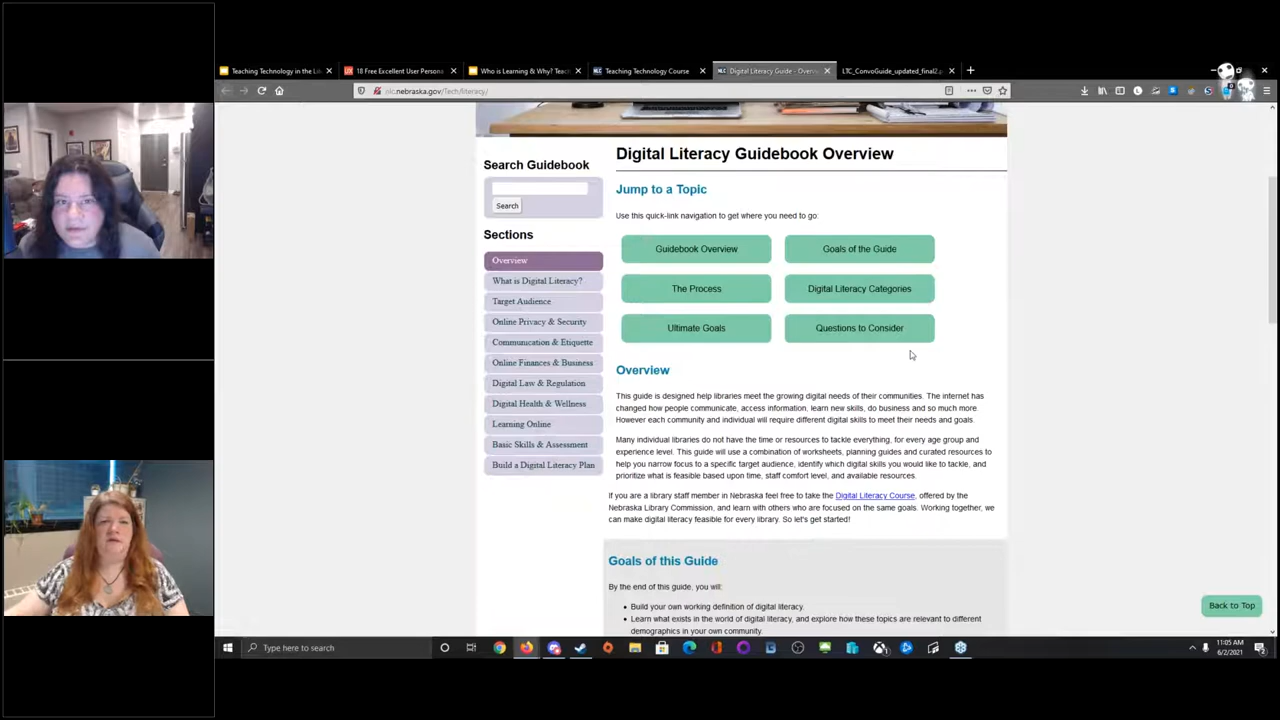 Teaching Technology in the Li
18 Free Excellent User Persona
Who is Learning & Why? Teac
Teaching Technology Course
Digital Literacy Guide - Overv
LTC_ConvoGuide_updated_final2.p
nlc.nebraska.gov/Tech/literacy/
Digital Literacy Guidebook Overview
Search Guidebook
Search
Sections
Overview
What is Digital Literacy?
Target Audience
Online Privacy & Security
Communication & Etiquette
Online Finances & Business
Digital Law & Regulation
Digital Health & Wellness
Learning Online
Basic Skills & Assessment
Build a Digital Literacy Plan
Jump to a Topic
Use this quick-link navigation to get where you need to go:
Guidebook Overview
Goals of the Guide
The Process
Digital Literacy Categories
Ultimate Goals
Questions to Consider
Overview
This guide is designed help libraries meet the growing digital needs of their communities. The internet has
changed how people communicate, access information, learn new skills, do business and so much more.
However each community and individual will require different digital skills to meet their needs and goals.
Many individual libraries do not have the time or resources to tackle everything, for every age group and
experience level. This guide will use a combination of worksheets, planning guides and curated resources to
help you narrow focus to a specific target audience, identify which digital skills you would like to tackle, and
prioritize what is feasible based upon time, staff comfort level, and available resources.
If you are a library staff member in Nebraska feel free to take the Digital Literacy Course, offered by the
Nebraska Library Commission, and learn with others who are focused on the same goals. Working together, we
can make digital literacy feasible for every library. So let's get started!
Goals of this Guide
By the end of this guide, you will:
Build your own working definition of digital literacy.
Learn what exists in the world of digital literacy, and explore how these topics are relevant to different
demographics in your own community.
Back to Top
Type here to search
11:05 AM
6/2/2021